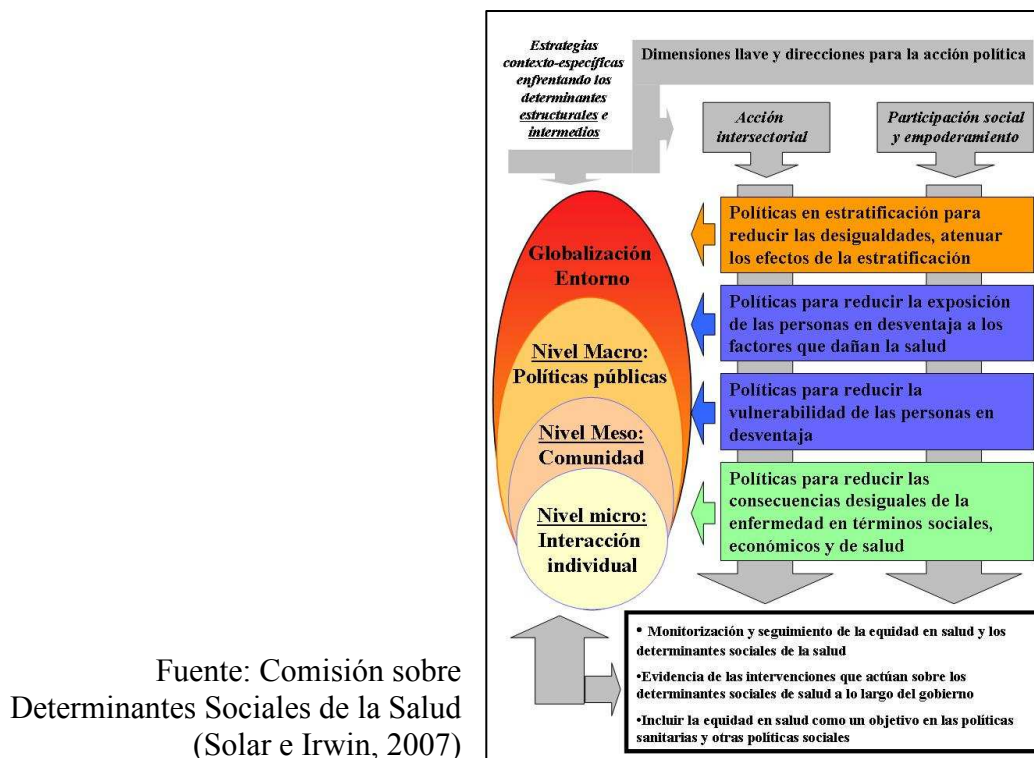 Estrategias
contexto-específicas
enfrentando los
determinantes
estructurales e
intermedios
Dimensiones llave y direcciones para la acción política
Acción
intersectorial
Participación social
y empoderamiento
Globalización
Entorno
Nivel Macro:
Políticas públicas
Nivel Meso:
Comunidad
Nivel micro:
Interacción
individual
Políticas en estratificación para
reducir las desigualdades, atenuar
los efectos de la estratificación
Políticas para reducir la exposición
de las personas en desventaja a los
factores que dañan la salud
Políticas para reducir la
vulnerabilidad de las personas en
desventaja
Políticas para reducir las
consecuencias desiguales de la
enfermedad en términos sociales,
económicos y de salud
• Monitorización y seguimiento de la equidad en salud y los
determinantes sociales de la salud
•Evidencia de las intervenciones que actúan sobre los
determinantes sociales de salud a lo largo del gobierno
•Incluir la equidad en salud como un objetivo en las políticas
sanitarias y otras políticas sociales
Fuente: Comisión sobre
Determinantes Sociales de la Salud
(Solar e Irwin, 2007)